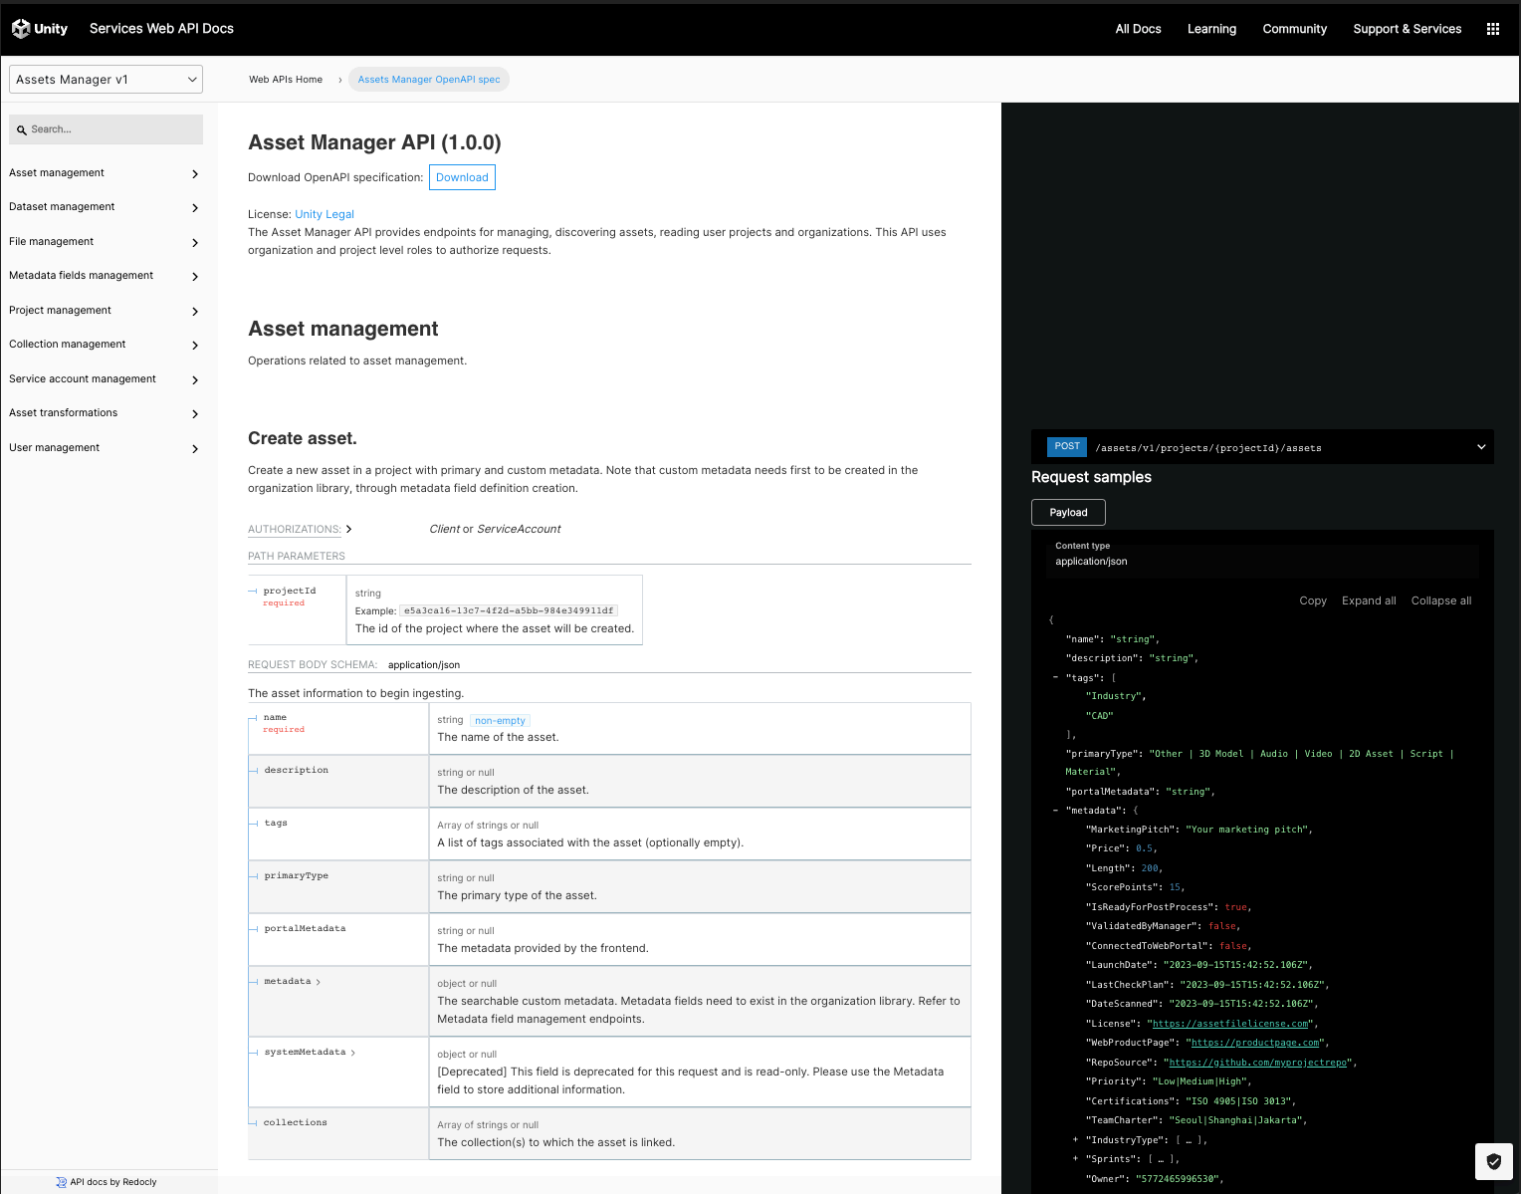 Unity
Services Web API Docs
All Docs
Learning
Community
Support & Services
Assets Manager v1
Web APIs Home
Assets Manager OpenAPI spec
Search...
Asset management
Dataset management
File management
Metadata fields management
Project management
Collection management
Service account management
Asset transformations
User management
API docs by Redocly
Asset Manager API (1.0.0)
Download OpenAPI specification: Download
License: Unity Legal
The Asset Manager API provides endpoints for managing, discovering assets, reading user projects and organizations. This API uses
organization and project level roles to authorize requests.
Asset management
Operations related to asset management.
Create asset.
Create a new asset in a project with primary and custom metadata. Note that custom metadata needs first to be created in the
organization library, through metadata field definition creation.
AUTHORIZATIONS: Client or ServiceAccount
PATH PARAMETERS
projectId
required
string
Example: e5a3ca16-13c7-4f2d-a5bb-984e349911df
The id of the project where the asset will be created.
REQUEST BODY SCHEMA: application/json
The asset information to begin ingesting.
name
required
string non-empty
The name of the asset.
description
string or null
The description of the asset.
tags
Array of strings or null
A list of tags associated with the asset (optionally empty).
primaryType
string or null
The primary type of the asset.
portalMetadata
string or null
The metadata provided by the frontend.
metadata
object or null
The searchable custom metadata. Metadata fields need to exist in the organization library. Refer to
Metadata field management endpoints.
systemMetadata
object or null
[Deprecated] This field is deprecated for this request and is read-only. Please use the Metadata
field to store additional information.
collections
Array of strings or null
The collection(s) to which the asset is linked.
POST /assets/v1/projects/{projectId}/assets
Request samples
Payload
Content type
application/json
Copy Expand all Collapse all
{
"name": "string",
"description": "string",
- "tags": [
"Industry",
"CAD"
],
"primaryType": "Other | 3D Model | Audio | Video | 2D Asset | Script |
Material",
"portalMetadata": "string",
- "metadata": {
"MarketingPitch": "Your marketing pitch",
"Price": 0.5,
"Length": 200,
"ScorePoints": 15,
"IsReadyForPostProcess": true,
"ValidatedByManager": false,
"ConnectedToWebPortal": false,
"LaunchDate": "2023-09-15T15:42:52.106Z",
"LastCheckPlan": "2023-09-15T15:42:52.106Z",
"DateScanned": "2023-09-15T15:42:52.106Z",
"License": "https://assetfilelicense.com",
"WebProductPage": "https://productpage.com",
"RepoSource": "https://github.com/myprojectrepo",
"Priority": "Low|Medium|High",
"Certifications": "ISO 4905|ISO 3013",
"TeamCharter": "Seoul|Shanghai|Jakarta",
+ "IndustryType": [ … ],
+ "Sprints": [ … ],
"Owner": "5772465996530",